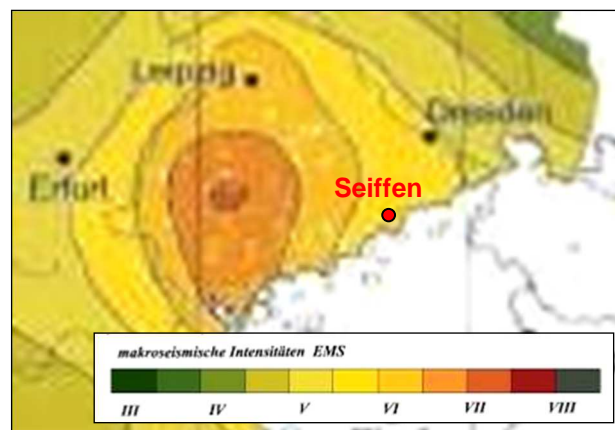 Leipzig
Dresden
Erfurt
Seiffen
makroseismische Intensitäten EMS
III IV V VI VII VIII